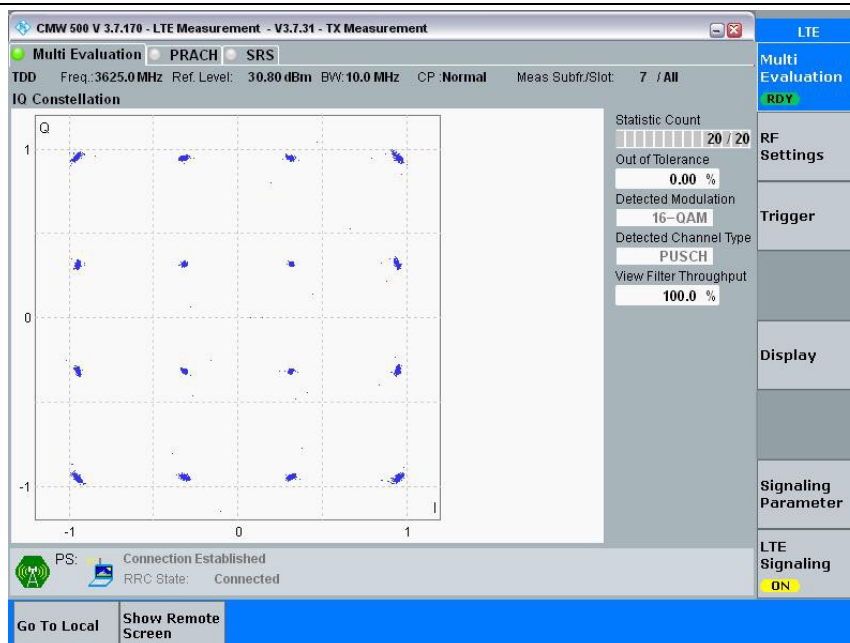 CMW 500 V 3.7.170 - LTE Measurement - V3.7.31 - TX Measurement
LTE
Multi Evaluation PRACH SRS
Multi
Evaluation
RDY
TDD Freq.:3625.0 MHz Ref. Level: 30.80 dBm BW:10.0 MHz CP :Normal Meas Subfr./Slot: 7 / All
IQ Constellation
Q
1
0
-1
-1
0
1
I
Statistic Count
20 / 20
Out of Tolerance
0.00 %
Detected Modulation
16-QAM
Detected Channel Type
PUSCH
View Filter Throughput
100.0 %
RF
Settings
Trigger
Display
Signaling
Parameter
LTE
Signaling
ON
PS: Connection Established
RRC State: Connected
Go To Local
Show Remote
Screen